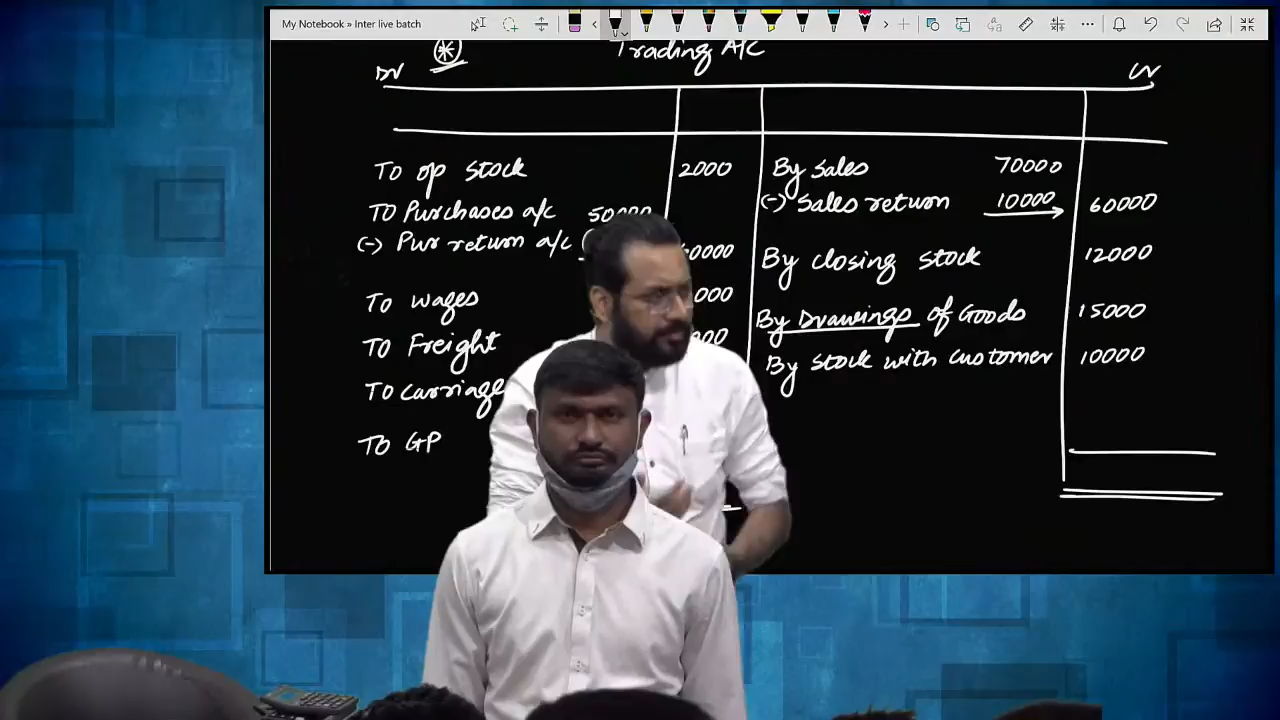 My Notebook » Inter live batch
Trading A/C
Dr Cr
To op stock 2000
By Sales 70000
To Purchases a/c 50000
(-) Sales return 10000 60000
(-) Pur return a/c
By closing stock 12000
To wages
By Drawings of Goods 15000
To Freight
By Stock with Customer 10000
To carriage
To GP